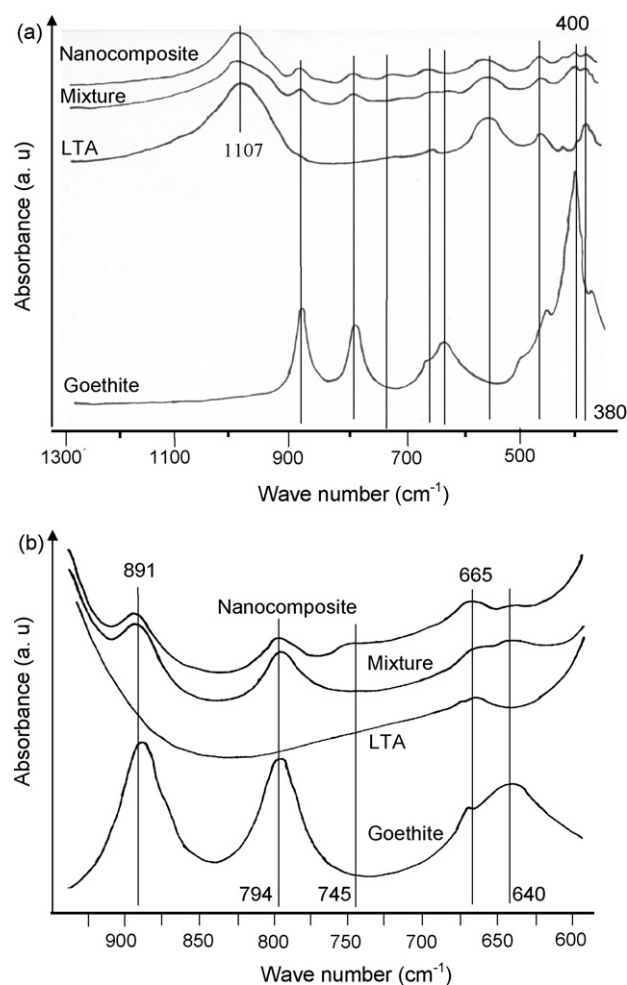 (a)
400
Nanocomposite
Mixture
LTA
1107
Absorbance (a. u)
Goethite
380
1300 1100 900 700 500
Wave number (cm-1)
(b)
891 665
Nanocomposite
Mixture
LTA
Absorbance (a. u)
Goethite
794 745 640
900 850 800 750 700 650 600
Wave number (cm-1)